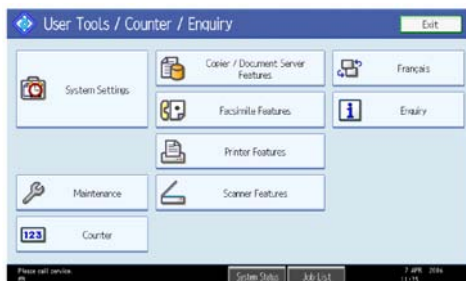 User Tools / Counter / Enquiry
Exit
System Settings
Copier / Document Server
Features
Français
Facsimile Features
Enquiry
Printer Features
Maintenance
Scanner Features
123
Counter
Please call service.
System Status
Job List
7 APR 2006